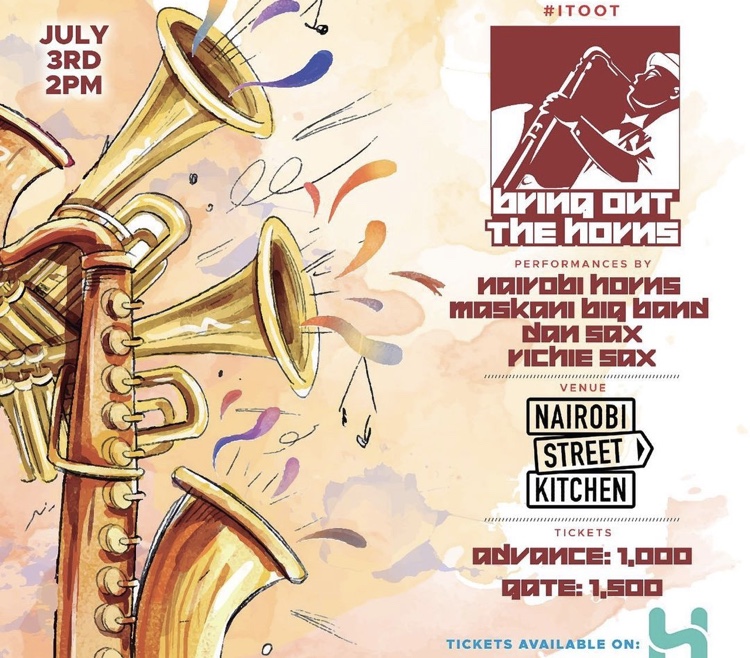 JULY
3RD
2PM
#ITOOT
bring out
the horns
PERFORMANCES BY
nairobi horns
maskani big band
dan sax
richie sax
VENUE
NAIROBI
STREET
KITCHEN
TICKETS
advance: 1,000
gate: 1,500
TICKETS AVAILABLE ON: